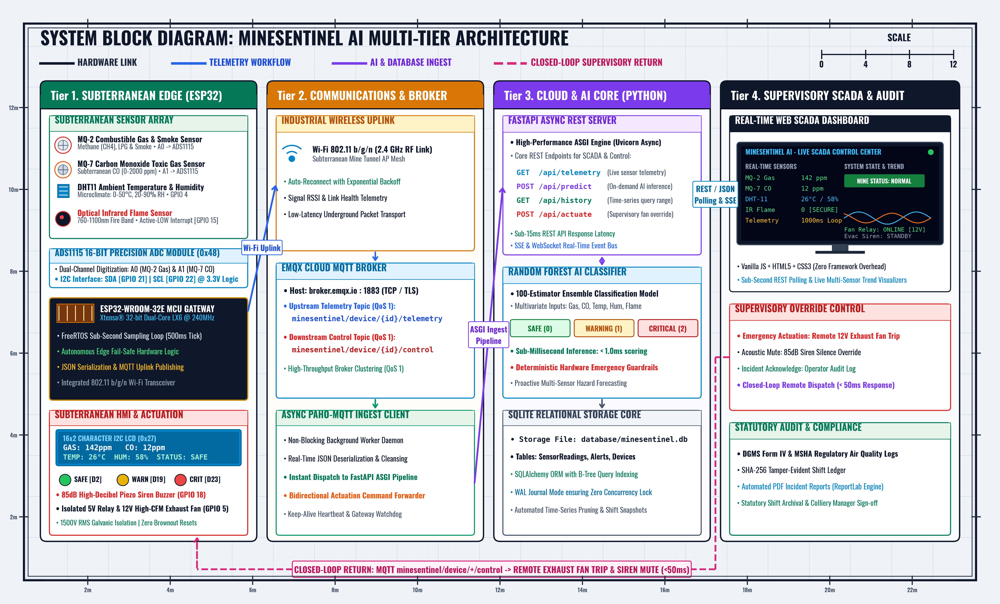 SYSTEM BLOCK DIAGRAM: MINESENTINEL AI MULTI-TIER ARCHITECTURE
SCALE
0 4 8 12
HARDWARE LINK
TELEMETRY WORKFLOW
AI & DATABASE INGEST
CLOSED-LOOP SUPERVISORY RETURN
Tier 1. SUBTERRANEAN EDGE (ESP32)
SUBTERRANEAN SENSOR ARRAY
MQ-2 Combustible Gas & Smoke Sensor
Methane (CH4), LPG & Smoke • A0 -> ADS1115
MQ-7 Carbon Monoxide Toxic Gas Sensor
Subterranean CO (0-2000 ppm) • A1 -> ADS1115
DHT11 Ambient Temperature & Humidity
Microclimate: 0-50°C, 20-90% RH • GPIO 4
Optical Infrared Flame Sensor
760-1100nm Fire Band • Active-LOW Interrupt [GPIO 15]
ADS1115 16-BIT PRECISION ADC MODULE (0x48)
• Dual-Channel Digitization: A0 (MQ-2 Gas) & A1 (MQ-7 CO)
• I2C Interface: SDA [GPIO 21] | SCL [GPIO 22] @ 3.3V Logic
ESP32-WROOM-32E MCU GATEWAY
Xtensa® 32-bit Dual-Core LX6 @ 240MHz
• FreeRTOS Sub-Second Sampling Loop (500ms Tick)
• Autonomous Edge Fail-Safe Hardware Logic
• JSON Serialization & MQTT Uplink Publishing
• Integrated 802.11 b/g/n Wi-Fi Transceiver
SUBTERRANEAN HMI & ACTUATION
16x2 CHARACTER I2C LCD (0x27)
GAS: 142ppm CO: 12ppm
TEMP: 26°C HUM: 58% STATUS: SAFE
SAFE [D2] WARN [D19] CRIT [D23]
• 85dB High-Decibel Piezo Siren Buzzer (GPIO 18)
• Isolated 5V Relay & 12V High-CFM Exhaust Fan (GPIO 5)
• 1500V RMS Galvanic Isolation | Zero Brownout Resets
Wi-Fi Uplink
Tier 2. COMMUNICATIONS & BROKER
INDUSTRIAL WIRELESS UPLINK
Wi-Fi 802.11 b/g/n (2.4 GHz RF Link)
Subterranean Mine Tunnel AP Mesh
• Auto-Reconnect with Exponential Backoff
• Signal RSSI & Link Health Telemetry
• Low-Latency Underground Packet Transport
EMQX CLOUD MQTT BROKER
• Host: broker.emqx.io : 1883 (TCP / TLS)
• Upstream Telemetry Topic (QoS 1):
minesentinel/device/{id}/telemetry
• Downstream Control Topic (QoS 1):
minesentinel/device/{id}/control
• High-Throughput Broker Clustering (QoS 1)
ASYNC PAHO-MQTT INGEST CLIENT
• Non-Blocking Background Worker Daemon
• Real-Time JSON Deserialization & Cleansing
• Instant Dispatch to FastAPI ASGI Pipeline
• Bidirectional Actuation Command Forwarder
• Keep-Alive Heartbeat & Gateway Watchdog
ASGI Ingest
Pipeline
Tier 3. CLOUD & AI CORE (PYTHON)
FASTAPI ASYNC REST SERVER
• High-Performance ASGI Engine (Uvicorn Async)
• Core REST Endpoints for SCADA & Control:
GET /api/telemetry (Live sensor telemetry)
POST /api/predict (On-demand AI inference)
GET /api/history (Time-series query range)
POST /api/actuate (Supervisory fan override)
• Sub-15ms REST API Response Latency
• SSE & WebSocket Real-Time Event Bus
RANDOM FOREST AI CLASSIFIER
• 100-Estimator Ensemble Classification Model
• Multivariate Inputs: Gas, CO, Temp, Hum, Flame
SAFE (0) WARNING (1) CRITICAL (2)
• Sub-Millisecond Inference: < 1.0ms scoring
• Deterministic Hardware Emergency Guardrails
• Proactive Multi-Sensor Hazard Forecasting
SQLITE RELATIONAL STORAGE CORE
• Storage File: database/minesentinel.db
• Tables: SensorReadings, Alerts, Devices
• SQLAlchemy ORM with B-Tree Query Indexing
• WAL Journal Mode ensuring Zero Concurrency Lock
• Automated Time-Series Pruning & Shift Snapshots
REST / JSON
Polling & SSE
Tier 4. SUPERVISORY SCADA & AUDIT
REAL-TIME WEB SCADA DASHBOARD
MINESENTINEL AI - LIVE SCADA CONTROL CENTER
REAL-TIME SENSORS
MQ-2 Gas 142 ppm
MQ-7 CO 12 ppm
DHT-11 26°C / 58%
IR Flame 0 [SECURE]
Telemetry 1000ms Loop
SYSTEM STATE & TREND
MINE STATUS: NORMAL
Fan Relay: ONLINE [12V]
Evac Siren: STANDBY
• Vanilla JS + HTML5 + CSS3 (Zero Framework Overhead)
• Sub-Second REST Polling & Live Multi-Sensor Trend Visualizers
SUPERVISORY OVERRIDE CONTROL
• Emergency Actuation: Remote 12V Exhaust Fan Trip
• Acoustic Mute: 85dB Siren Silence Override
• Incident Acknowledge: Operator Audit Log
• Closed-Loop Remote Dispatch (< 50ms Response)
STATUTORY AUDIT & COMPLIANCE
• DGMS Form IV & MSHA Regulatory Air Quality Logs
• SHA-256 Tamper-Evident Shift Ledger
• Automated PDF Incident Reports (ReportLab Engine)
• Statutory Shift Archival & Colliery Manager Sign-off
CLOSED-LOOP RETURN: MQTT minesentinel/device/+/control -> REMOTE EXHAUST FAN TRIP & SIREN MUTE (<50ms)
12m
10m
8m
6m
4m
2m
2m 4m 6m 8m 10m 12m 14m 16m 18m 20m 22m